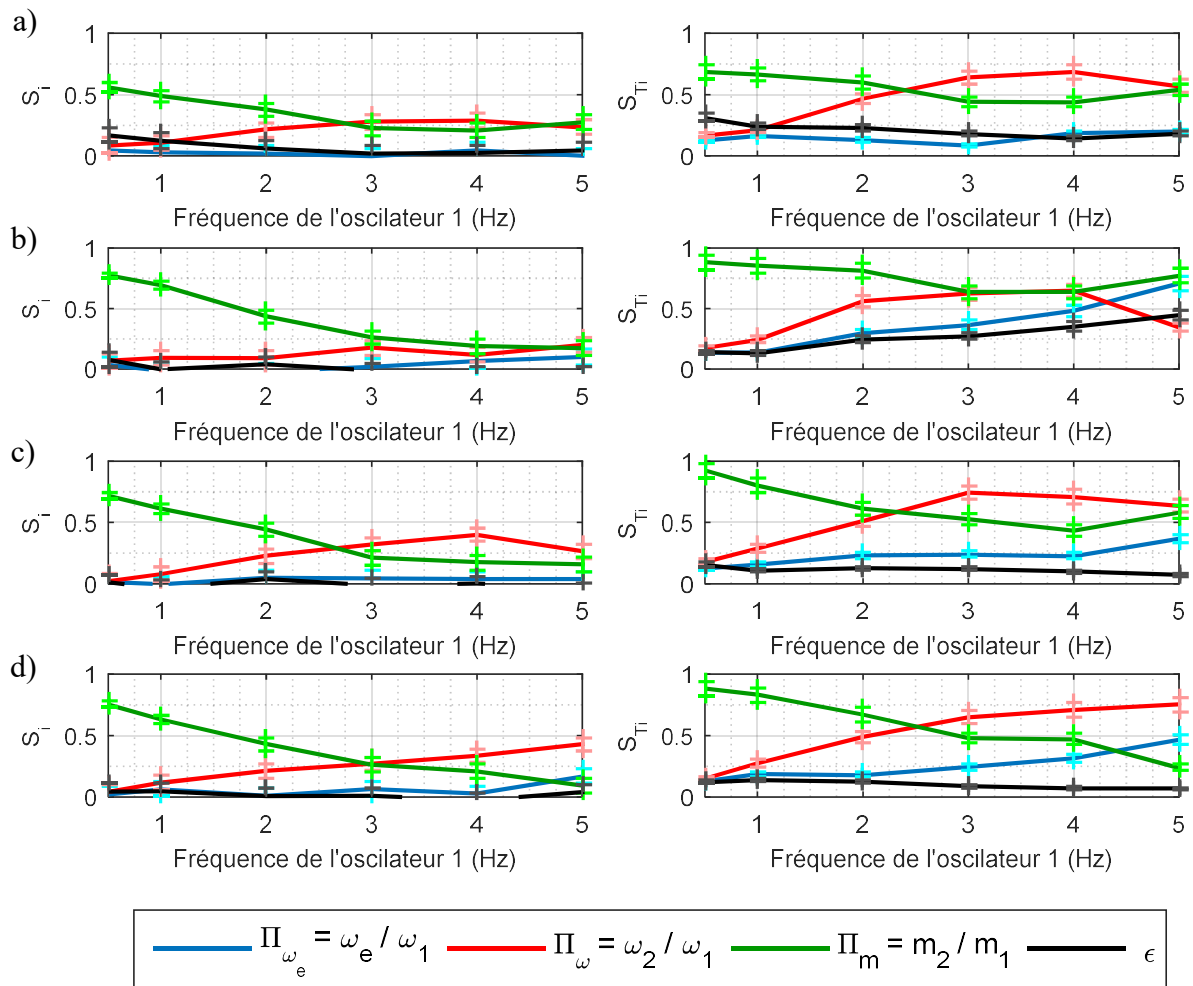 a)
1
0.5
0
S_i
1 2 3 4 5
Fréquence de l'oscilateur 1 (Hz)
1
0.5
0
S_Ti
1 2 3 4 5
Fréquence de l'oscilateur 1 (Hz)
b)
1
0.5
0
S_i
1 2 3 4 5
Fréquence de l'oscilateur 1 (Hz)
1
0.5
0
S_Ti
1 2 3 4 5
Fréquence de l'oscilateur 1 (Hz)
c)
1
0.5
0
S_i
1 2 3 4 5
Fréquence de l'oscilateur 1 (Hz)
1
0.5
0
S_Ti
1 2 3 4 5
Fréquence de l'oscilateur 1 (Hz)
d)
1
0.5
0
S_i
1 2 3 4 5
Fréquence de l'oscilateur 1 (Hz)
1
0.5
0
S_Ti
1 2 3 4 5
Fréquence de l'oscilateur 1 (Hz)
Π_ω_e = ω_e / ω_1 Π_ω = ω_2 / ω_1 Π_m = m_2 / m_1 ϵ